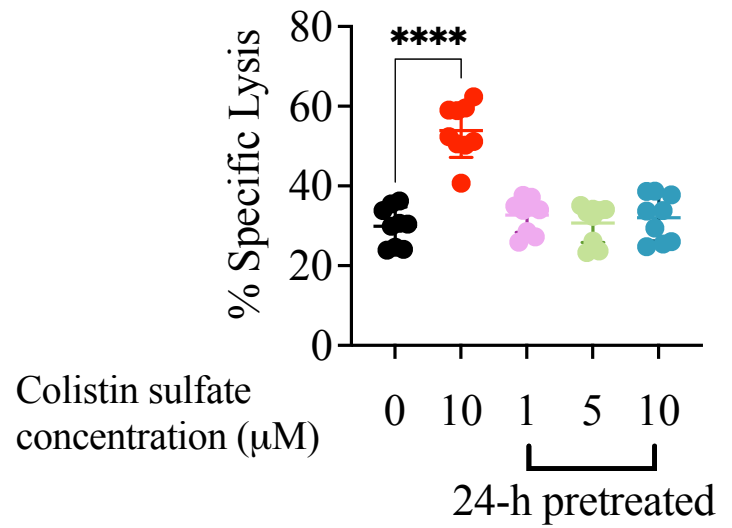 80
60
40
20
0
% Specific Lysis
****
Colistin sulfate
concentration (μM)
0 10 1 5 10
24-h pretreated